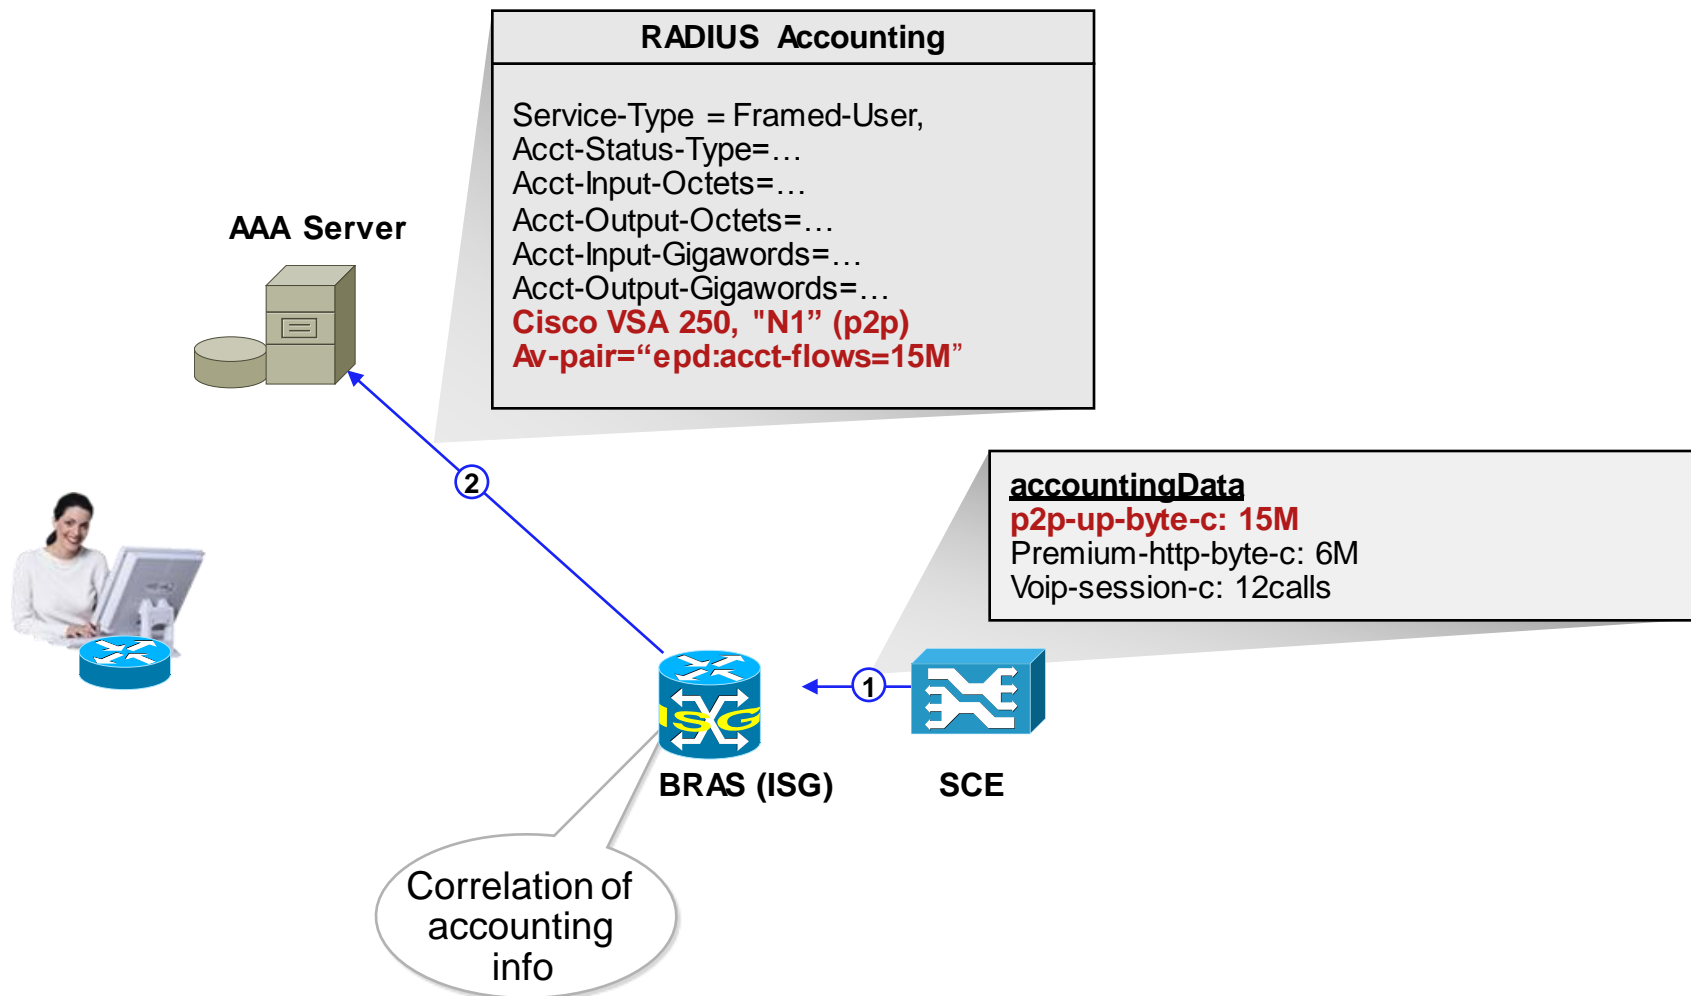 RADIUS Accounting
Service-Type = Framed-User,
Acct-Status-Type=…
Acct-Input-Octets=…
Acct-Output-Octets=…
Acct-Input-Gigawords=…
Acct-Output-Gigawords=…
Cisco VSA 250, "N1” (p2p)
Av-pair=“epd:acct-flows=15M”
AAA Server
2
accountingData
p2p-up-byte-c: 15M
Premium-http-byte-c: 6M
Voip-session-c: 12calls
1
ISG
BRAS (ISG)
SCE
Correlation of
accounting
info